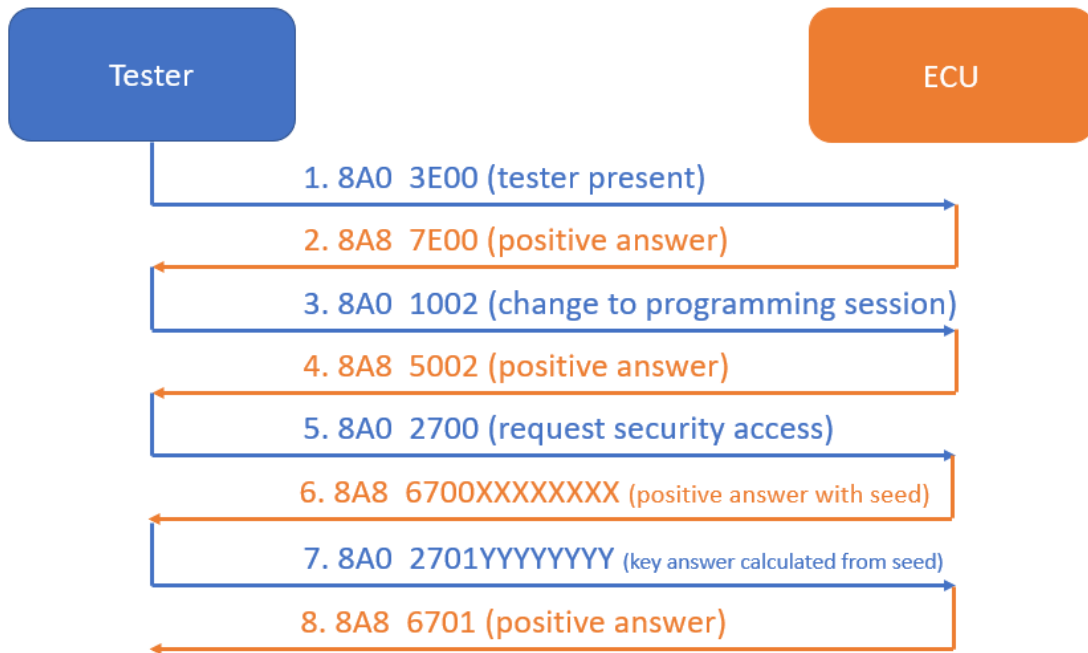 Tester
ECU
1. 8A0 3E00 (tester present)
2. 8A8 7E00 (positive answer)
3. 8A0 1002 (change to programming session)
4. 8A8 5002 (positive answer)
5. 8A0 2700 (request security access)
6. 8A8 6700XXXXXXXX (positive answer with seed)
7. 8A0 2701YYYYYYYY (key answer calculated from seed)
8. 8A8 6701 (positive answer)